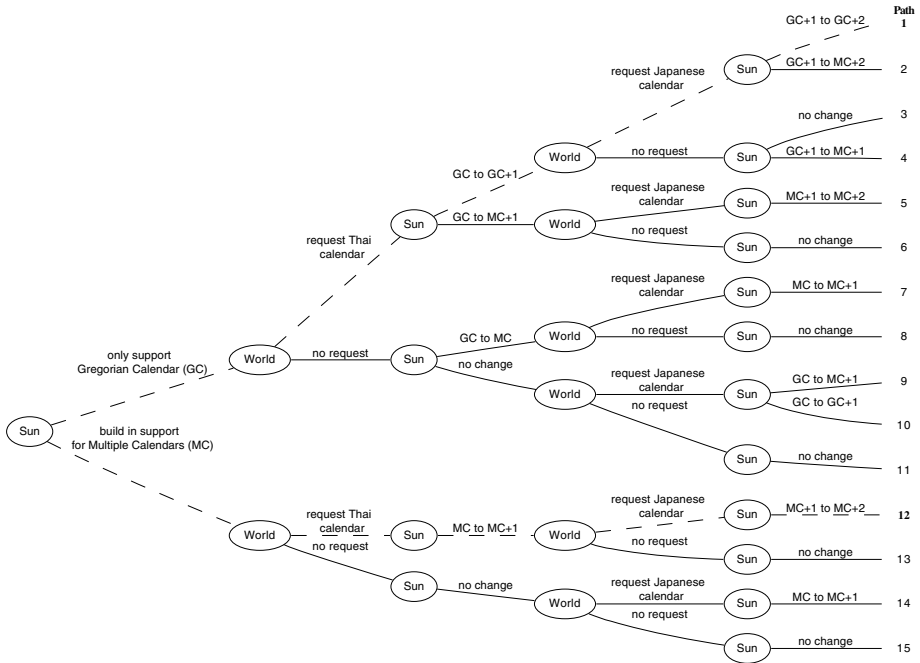 Path
GC+1 to GC+2
1
request Japanese
calendar
Sun
GC+1 to MC+2
2
no change
3
World
no request
Sun
GC+1 to MC+1
4
GC to GC+1
request Japanese
calendar
Sun
MC+1 to MC+2
5
request Thai
calendar
Sun
GC to MC+1
World
no request
Sun
no change
6
request Japanese
calendar
Sun
MC to MC+1
7
GC to MC
World
no request
Sun
no change
8
only support
Gregorian Calendar (GC)
World
no request
Sun
no change
request Japanese
calendar
World
no request
Sun
GC to MC+1
9
GC to GC+1
10
Sun
build in support
for Multiple Calendars (MC)
Sun
no change
11
request Thai
calendar
World
no request
Sun
MC to MC+1
World
request Japanese
calendar
Sun
MC+1 to MC+2
12
no request
Sun
no change
13
Sun
no change
World
request Japanese
calendar
Sun
MC to MC+1
14
no request
Sun
no change
15